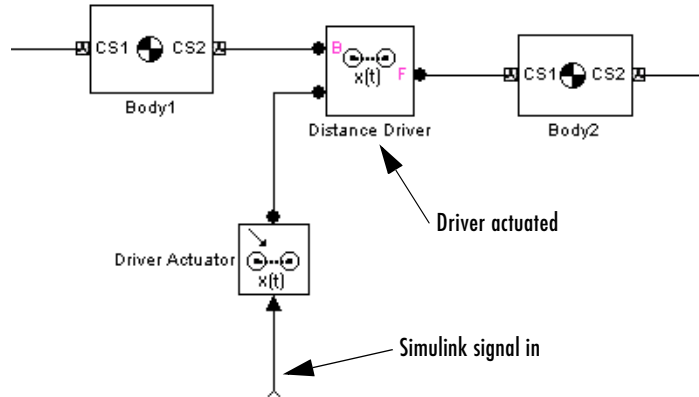 CS1 CS2
Body1
B
F
x(t)
Distance Driver
CS1 CS2
Body2
Driver actuated
Driver Actuator
x(t)
Simulink signal in